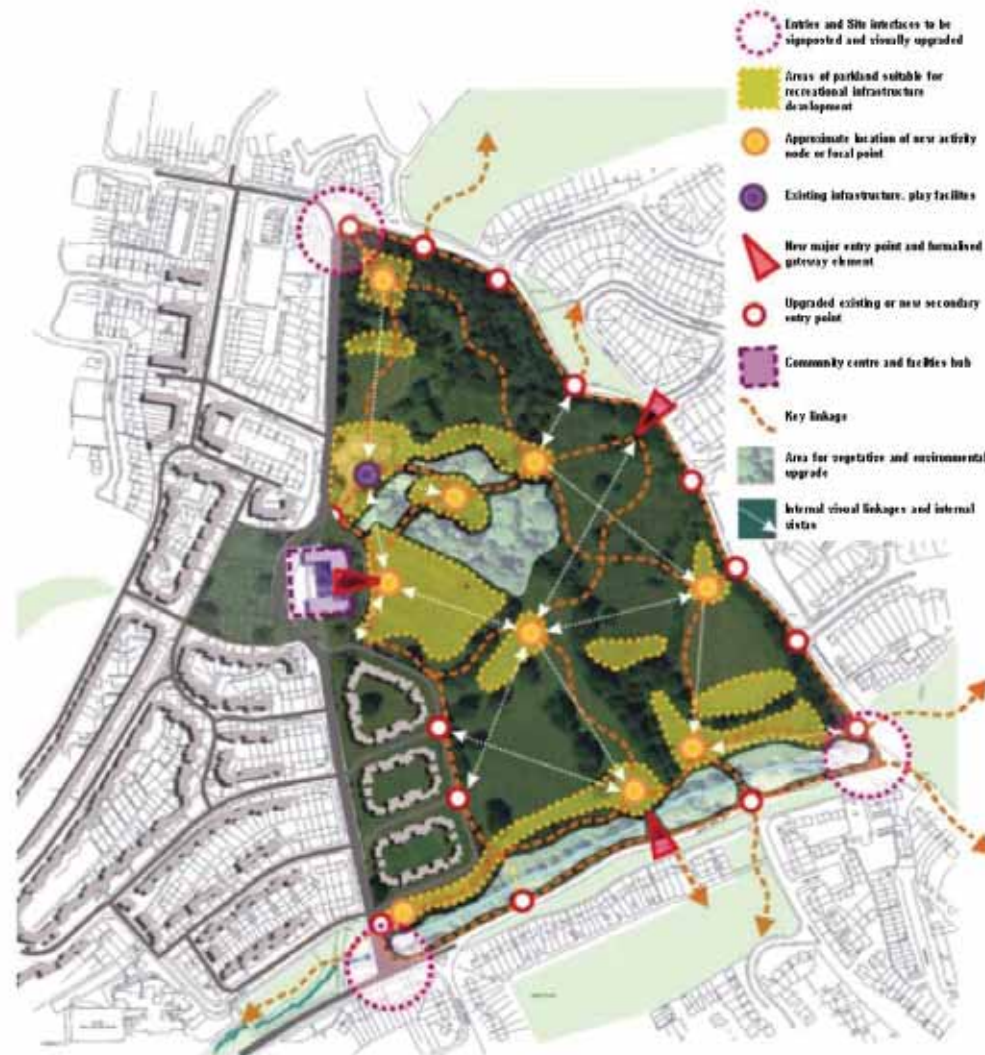 Entries and Site interfaces to be
signposted and visually upgraded
Areas of parkland suitable for
recreational infrastructure
development
Approximate location of new activity
node or focal point
Existing infrastructure, play facilites
New major entry point and formalised
gateway element
Upgraded existing or new secondary
entry point
Community centre and facilities hub
Key linkage
Area for vegetative and environmental
upgrade
Internal visual linkages and internal
vistas